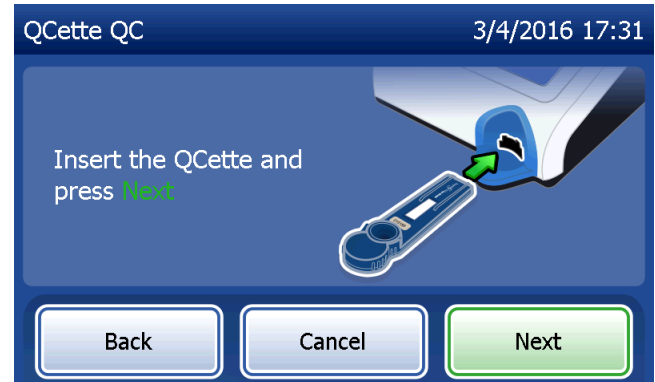 QCette QC 3/4/2016 17:31
Insert the QCette and
press Next
Back Cancel Next